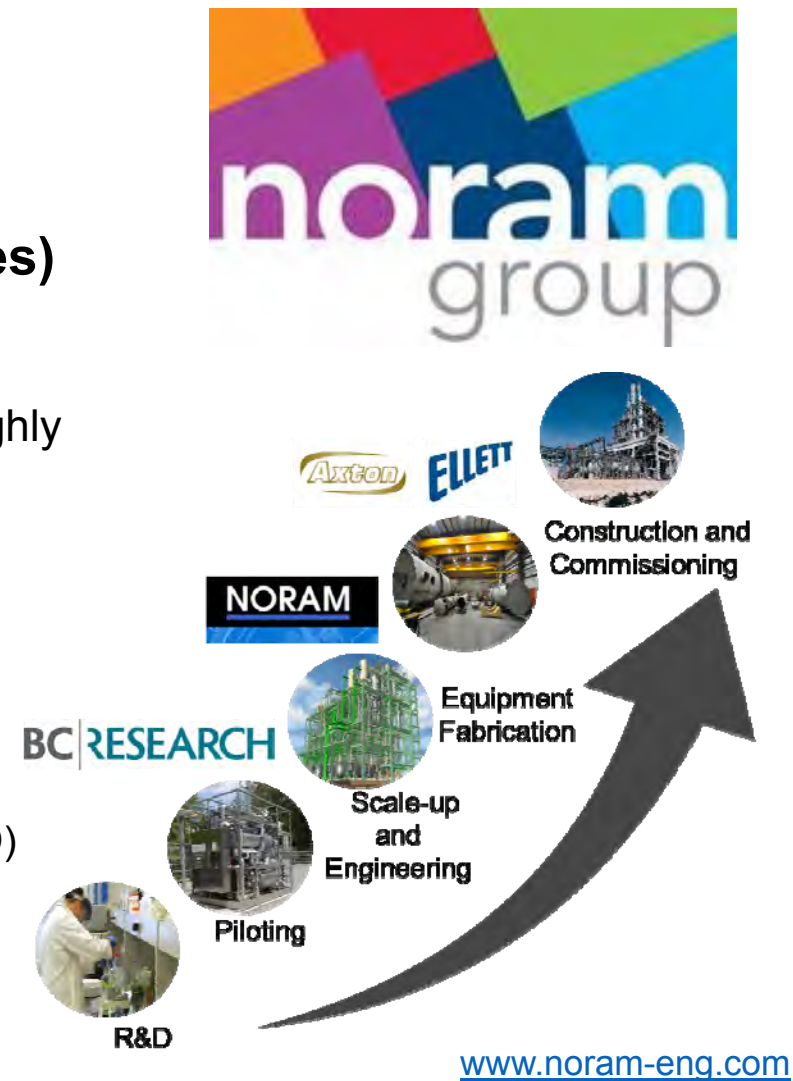 noram
group
es)
ghly
Axton
ELLETT
Construction and
Commissioning
NORAM
Equipment
Fabrication
BC RESEARCH
Scale-up
and
Engineering
)
Piloting
R&D
www.noram-eng.com